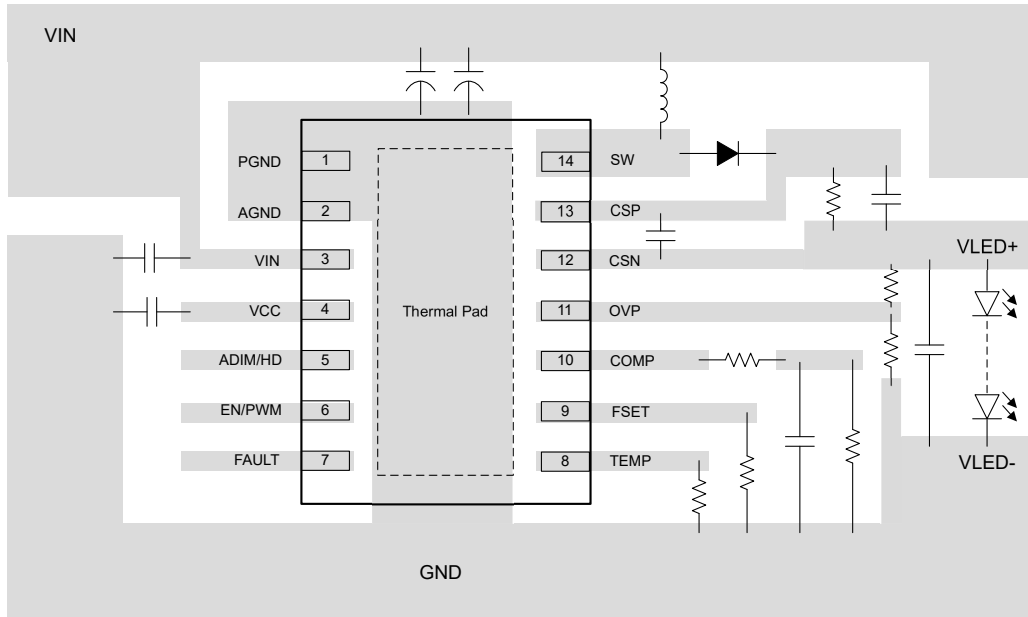 VIN
PGND 1 14 SW
AGND 2 13 CSP
VIN 3 12 CSN VLED+
VCC 4 Thermal Pad 11 OVP
ADIM/HD 5 10 COMP
EN/PWM 6 9 FSET
FAULT 7 8 TEMP VLED-
GND